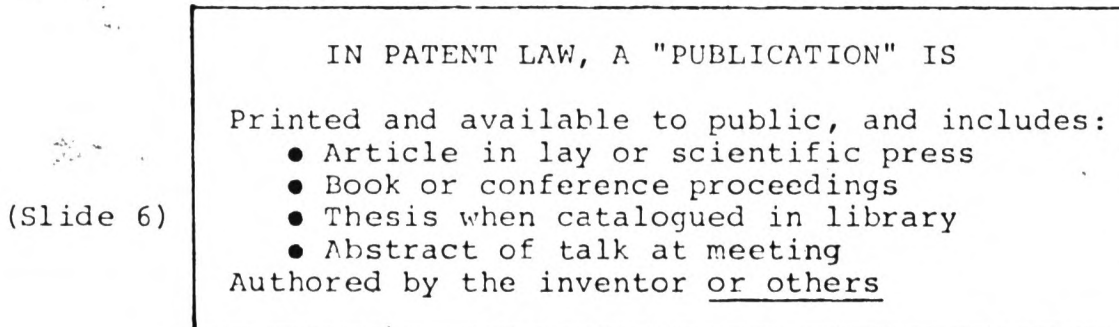 IN PATENT LAW, A "PUBLICATION" IS
Printed and available to public, and includes:
● Article in lay or scientific press
● Book or conference proceedings
(Slide 6)
● Thesis when catalogued in library
● Abstract of talk at meeting
Authored by the inventor or others